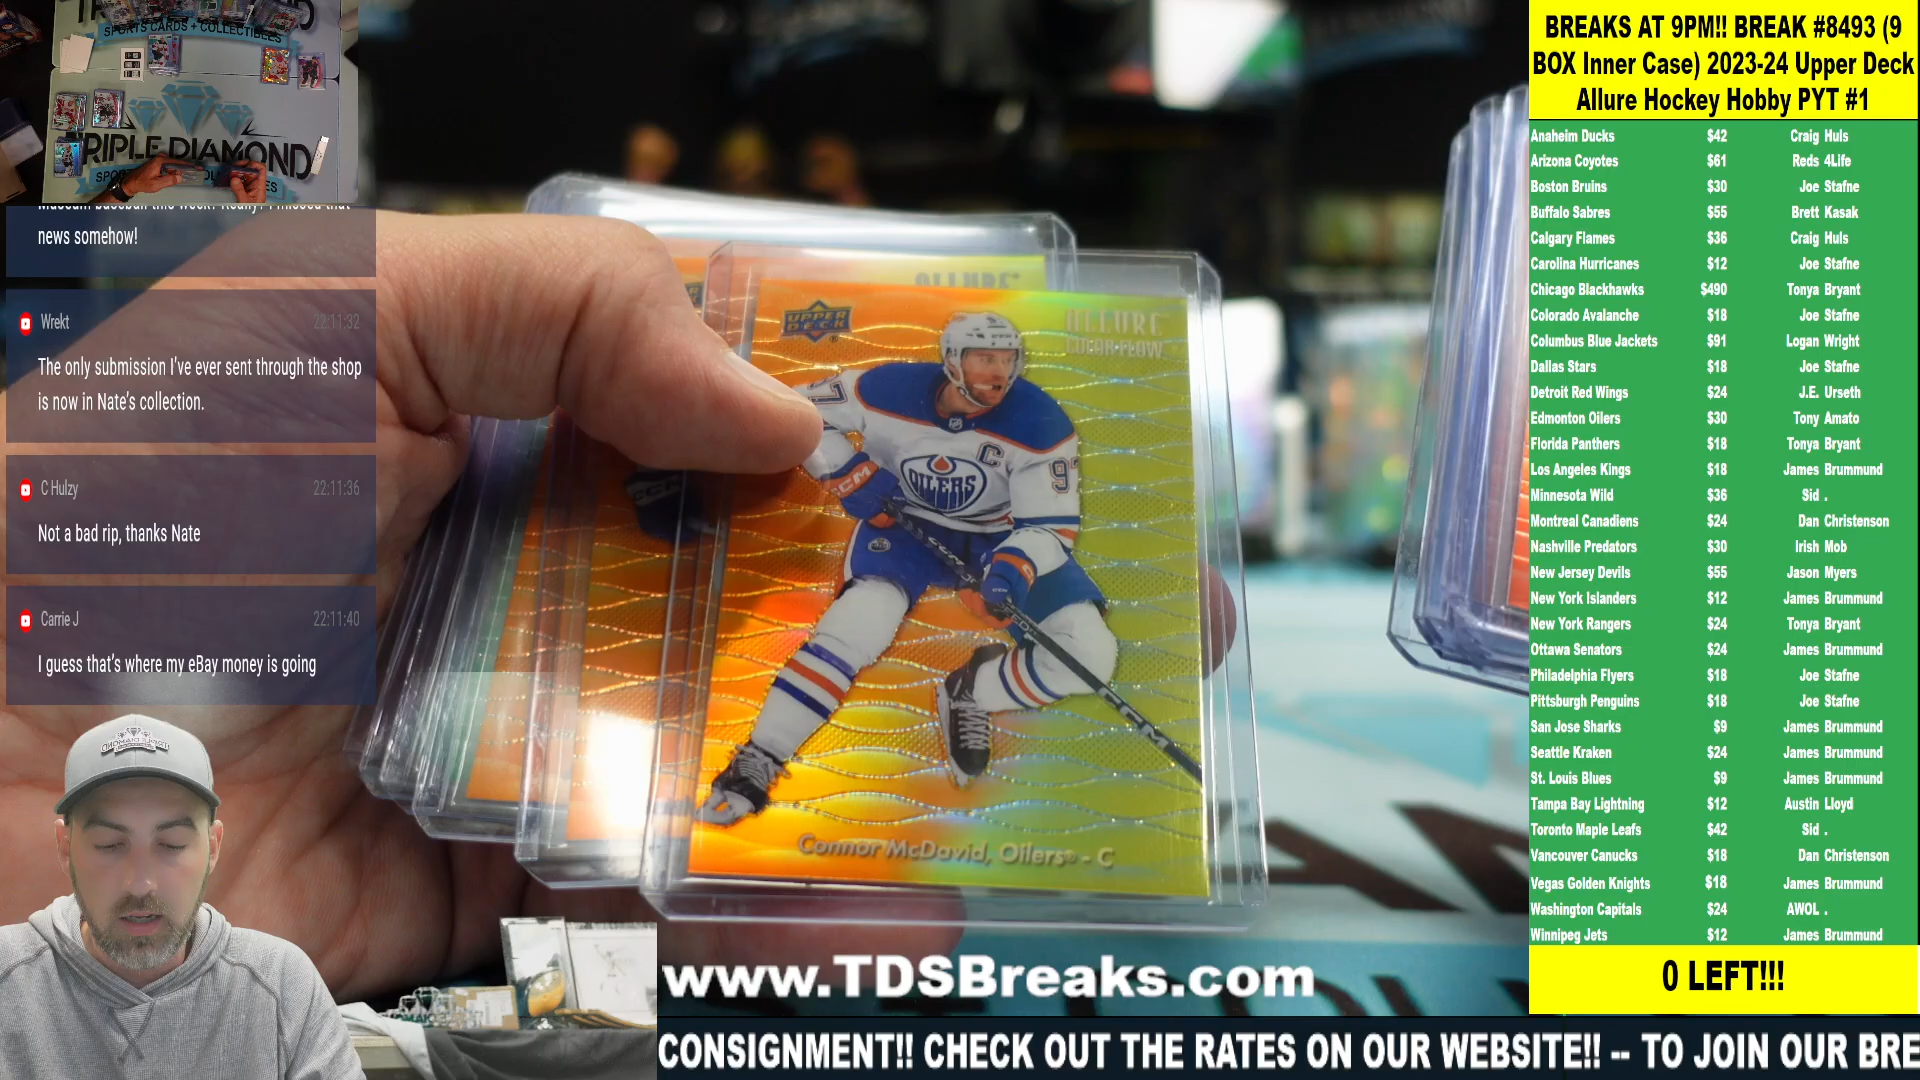 SPORTS CARDS + COLLECTIBLES
TRIPLE DIAMOND
news somehow!
Wrekt 22:11:32
The only submission I've ever sent through the shop
is now in Nate's collection.
C Hulzy 22:11:36
Not a bad rip, thanks Nate
Carrie J 22:11:40
I guess that's where my eBay money is going
UPPER
DECK
ALLURE
COLOR FLOW
C
97
OILERS
CCM
Connor McDavid, Oilers - C
www.TDSBreaks.com
CONSIGNMENT!! CHECK OUT THE RATES ON OUR WEBSITE!! -- TO JOIN OUR BRE
BREAKS AT 9PM!! BREAK #8493 (9
BOX Inner Case) 2023-24 Upper Deck
Allure Hockey Hobby PYT #1
Anaheim Ducks $42 Craig Huls
Arizona Coyotes $61 Reds 4Life
Boston Bruins $30 Joe Stafne
Buffalo Sabres $55 Brett Kasak
Calgary Flames $36 Craig Huls
Carolina Hurricanes $12 Joe Stafne
Chicago Blackhawks $490 Tonya Bryant
Colorado Avalanche $18 Joe Stafne
Columbus Blue Jackets $91 Logan Wright
Dallas Stars $18 Joe Stafne
Detroit Red Wings $24 J.E. Urseth
Edmonton Oilers $30 Tony Amato
Florida Panthers $18 Tonya Bryant
Los Angeles Kings $18 James Brummund
Minnesota Wild $36 Sid .
Montreal Canadiens $24 Dan Christenson
Nashville Predators $30 Irish Mob
New Jersey Devils $55 Jason Myers
New York Islanders $12 James Brummund
New York Rangers $24 Tonya Bryant
Ottawa Senators $24 James Brummund
Philadelphia Flyers $18 Joe Stafne
Pittsburgh Penguins $18 Joe Stafne
San Jose Sharks $9 James Brummund
Seattle Kraken $24 James Brummund
St. Louis Blues $9 James Brummund
Tampa Bay Lightning $12 Austin Lloyd
Toronto Maple Leafs $42 Sid .
Vancouver Canucks $18 Dan Christenson
Vegas Golden Knights $18 James Brummund
Washington Capitals $24 AWOL .
Winnipeg Jets $12 James Brummund
0 LEFT!!!